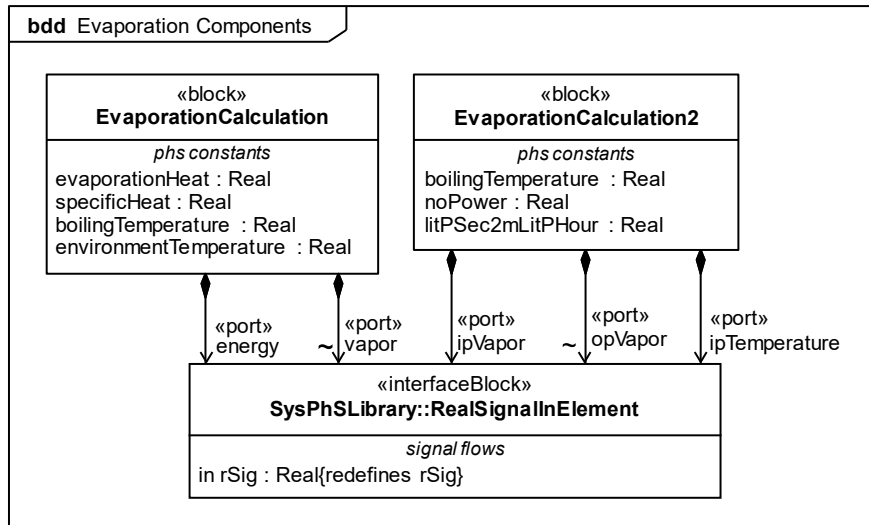 bdd Evaporation Components
«block»
EvaporationCalculation
phs constants
evaporationHeat : Real
specificHeat : Real
boilingTemperature : Real
environmentTemperature : Real
«block»
EvaporationCalculation2
phs constants
boilingTemperature : Real
noPower : Real
litPSec2mLitPHour : Real
«port»
energy
«port»
~ vapor
«port»
ipVapor
«port»
~ opVapor
«port»
ipTemperature
«interfaceBlock»
SysPhSLibrary::RealSignalInElement
signal flows
in rSig : Real{redefines rSig}